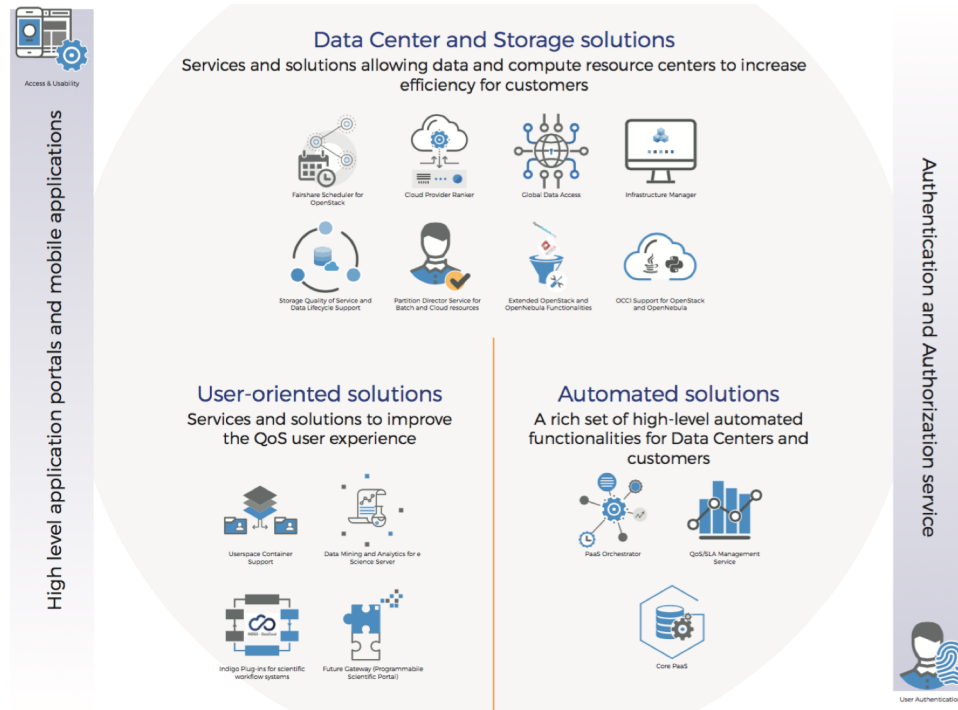 Access & Usability
High level application portals and mobile applications
Data Center and Storage solutions
Services and solutions allowing data and compute resource centers to increase
efficiency for customers
Fairshare Scheduler for
OpenStack
Cloud Provider Ranker
Global Data Access
Infrastructure Manager
Storage Quality of Service and
Data Lifecycle Support
Partition Director Service for
Batch and Cloud resources
Extended OpenStack and
OpenNebula Functionalities
OCCI Support for OpenStack
and OpenNebula
User-oriented solutions
Services and solutions to improve
the QoS user experience
Userspace Container
Support
Data Mining and Analytics for e
Science Server
Indigo Plug-ins for scientific
workflow systems
Future Gateway (Programmabile
Scientific Portal)
Automated solutions
A rich set of high-level automated
functionalities for Data Centers and
customers
PaaS Orchestrator
QoS/SLA Management
Service
Core PaaS
Authentication and Authorization service
User Authentication